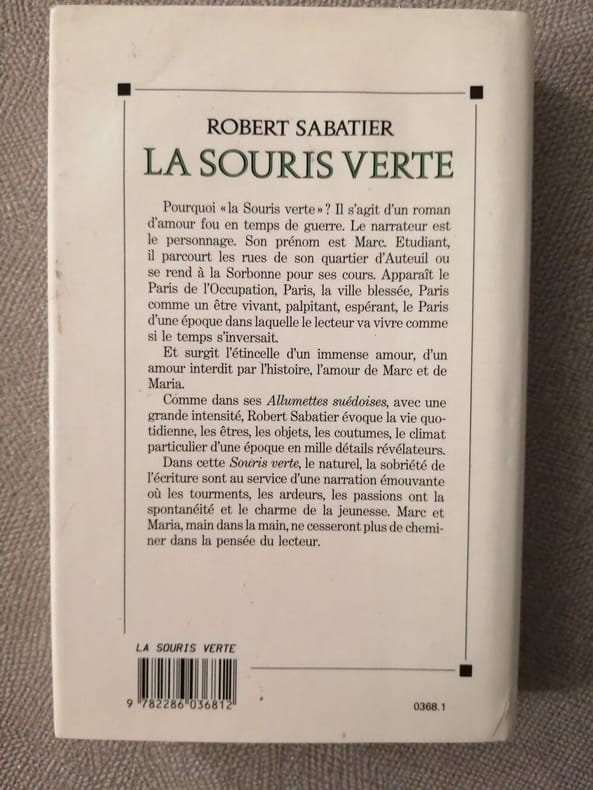 ROBERT SABATIER
LA SOURIS VERTE
Pourquoi «la Souris verte»? Il s'agit d'un roman
d'amour fou en temps de guerre. Le narrateur est
le personnage. Son prénom est Marc. Etudiant,
il parcourt les rues de son quartier d'Auteuil ou
se rend à la Sorbonne pour ses cours. Apparaît le
Paris de l'Occupation, Paris, la ville blessée, Paris
comme un être vivant, palpitant, espérant, le Paris
d'une époque dans laquelle le lecteur va vivre comme
si le temps s'inversait.
Et surgit l'étincelle d'un immense amour, d'un
amour interdit par l'histoire, l'amour de Marc et de
Maria.
Comme dans ses Allumettes suédoises, avec une
grande intensité, Robert Sabatier évoque la vie quo-
tidienne, les êtres, les objets, les coutumes, le climat
particulier d'une époque en mille détails révélateurs.
Dans cette Souris verte, le naturel, la sobriété de
l'écriture sont au service d'une narration émouvante
où les tourments, les ardeurs, les passions ont la
spontanéité et le charme de la jeunesse. Marc et
Maria, main dans la main, ne cesseront plus de chemi-
ner dans la pensée du lecteur.
LA SOURIS VERTE
9 782286 036812
0368.1